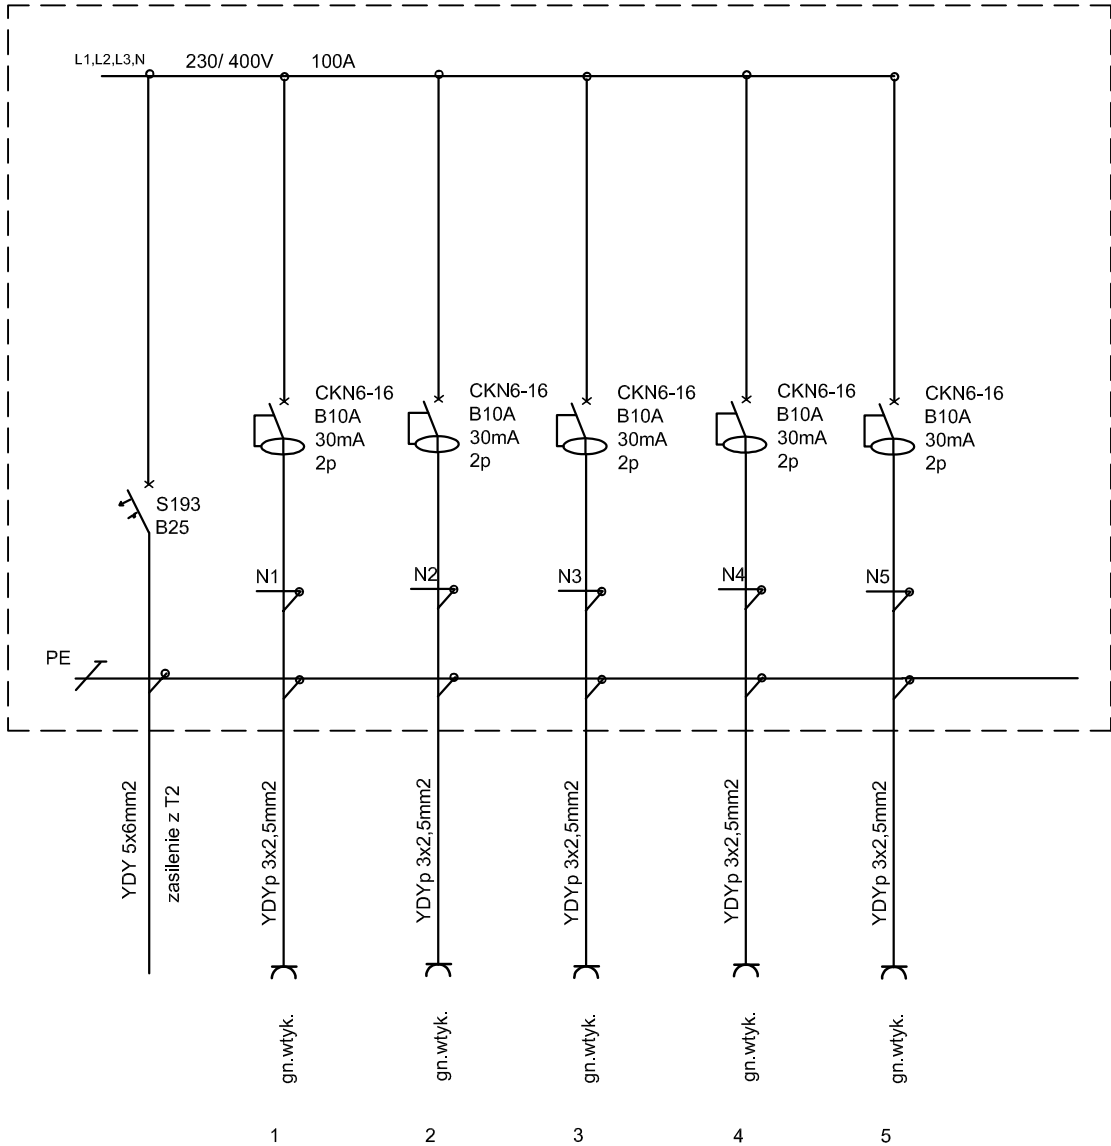 L1,L2,L3,N
230/ 400V
100A
CKN6-16
B10A
30mA
2p
CKN6-16
B10A
30mA
2p
CKN6-16
B10A
30mA
2p
CKN6-16
B10A
30mA
2p
CKN6-16
B10A
30mA
2p
S193
B25
N1
N2
N3
N4
N5
PE
YDY 5x6mm2
zasilenie z T2
YDYp 3x2,5mm2
YDYp 3x2,5mm2
YDYp 3x2,5mm2
YDYp 3x2,5mm2
YDYp 3x2,5mm2
gn.wtyk.
gn.wtyk.
gn.wtyk.
gn.wtyk.
gn.wtyk.
1
2
3
4
5